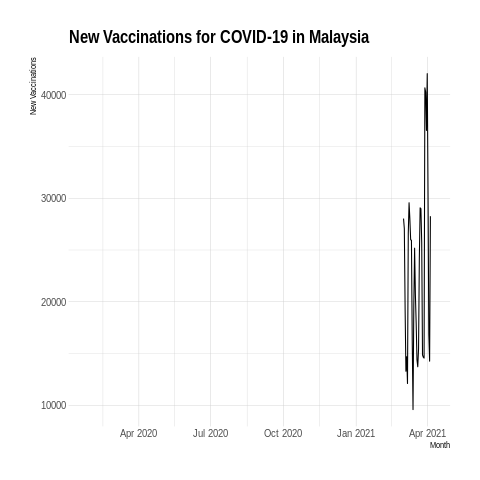 New Vaccinations for COVID-19 in Malaysia
New Vaccinations
40000
30000
20000
10000
Apr 2020 Jul 2020 Oct 2020 Jan 2021 Apr 2021
Month